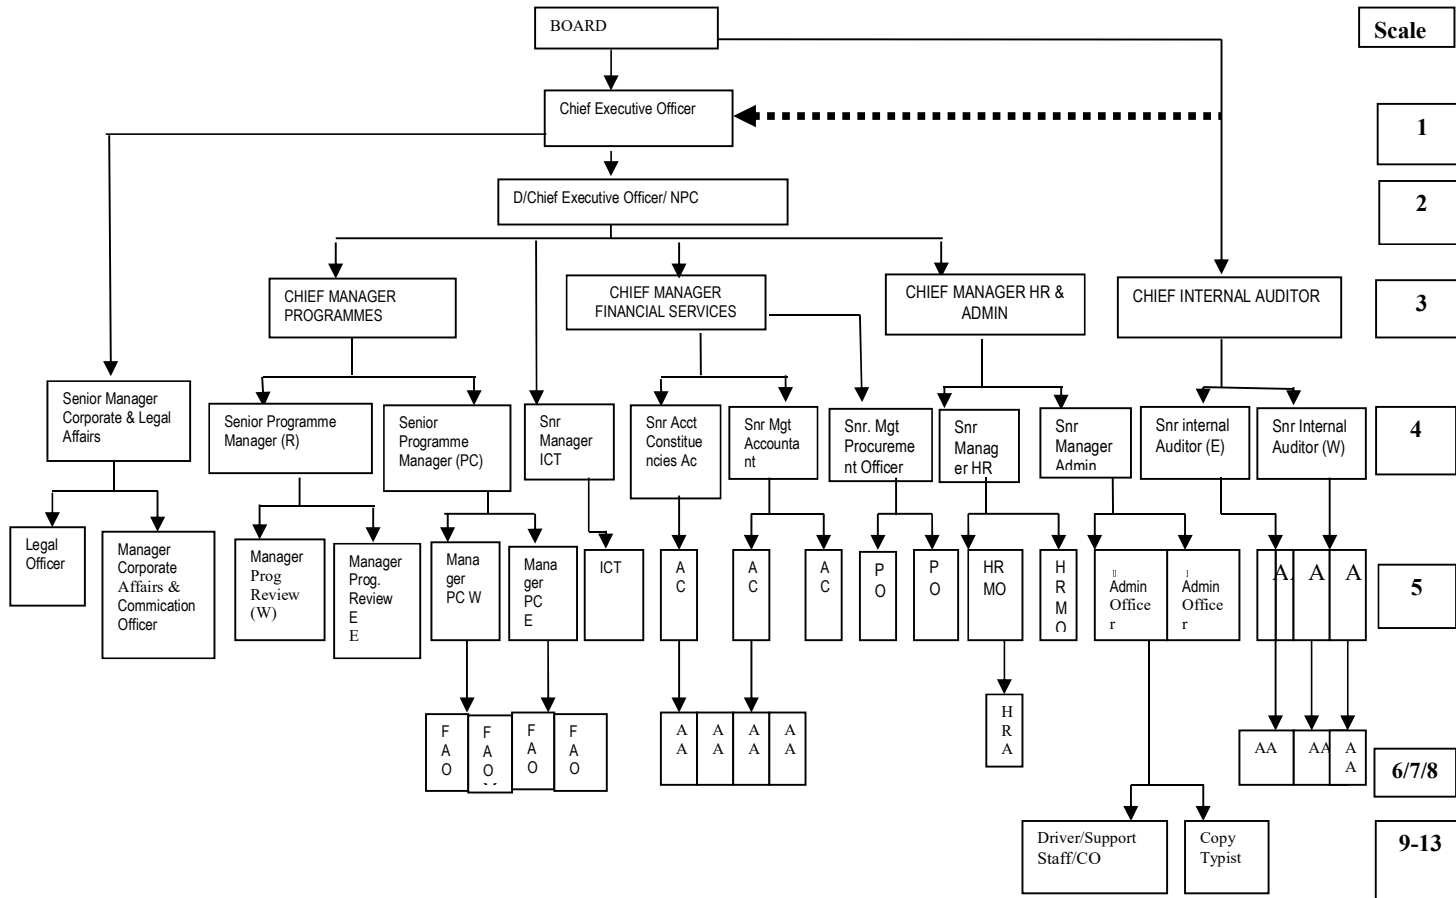 BOARD
Scale
Chief Executive Officer
1
D/Chief Executive Officer/ NPC
2
CHIEF MANAGER
PROGRAMMES
CHIEF MANAGER
FINANCIAL SERVICES
CHIEF MANAGER HR &
ADMIN
CHIEF INTERNAL AUDITOR
3
Senior Manager
Corporate & Legal
Affairs
Senior Programme
Manager (R)
Senior
Programme
Manager (PC)
Snr
Manager
ICT
Snr Acct
Constitue
ncies Ac
Snr Mgt
Accounta
nt
Snr. Mgt
Procureme
nt Officer
Snr
Manag
er HR
Snr
Manager
Admin
Snr internal
Auditor (E)
Snr Internal
Auditor (W)
4
Legal
Officer
Manager
Corporate
Affairs &
Commication
Officer
Manager
Prog
Review
(W)
Manager
Prog.
Review
E
E
Mana
ger
PC W
Mana
ger
PC
E
ICT
A
C
A
C
A
C
P
O
P
O
HR
MO
H
R
M
O
Admin
Office
r
Admin
Office
r
A
A
A
5
F
A
O
F
A
O
F
A
O
F
A
O
A
A
A
A
A
A
A
A
H
R
A
AA
AA
A
A
6/7/8
Driver/Support
Staff/CO
Copy
Typist
9-13